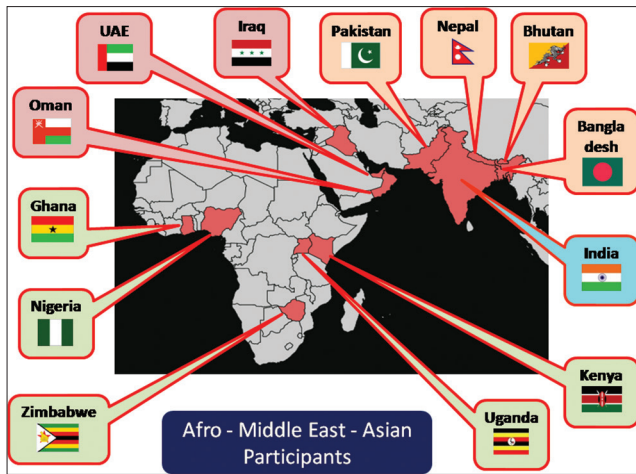 UAE
Iraq
Pakistan
Nepal
Bhutan
Oman
Bangla
desh
Ghana
India
Nigeria
Kenya
Zimbabwe
Uganda
Afro - Middle East - Asian
Participants